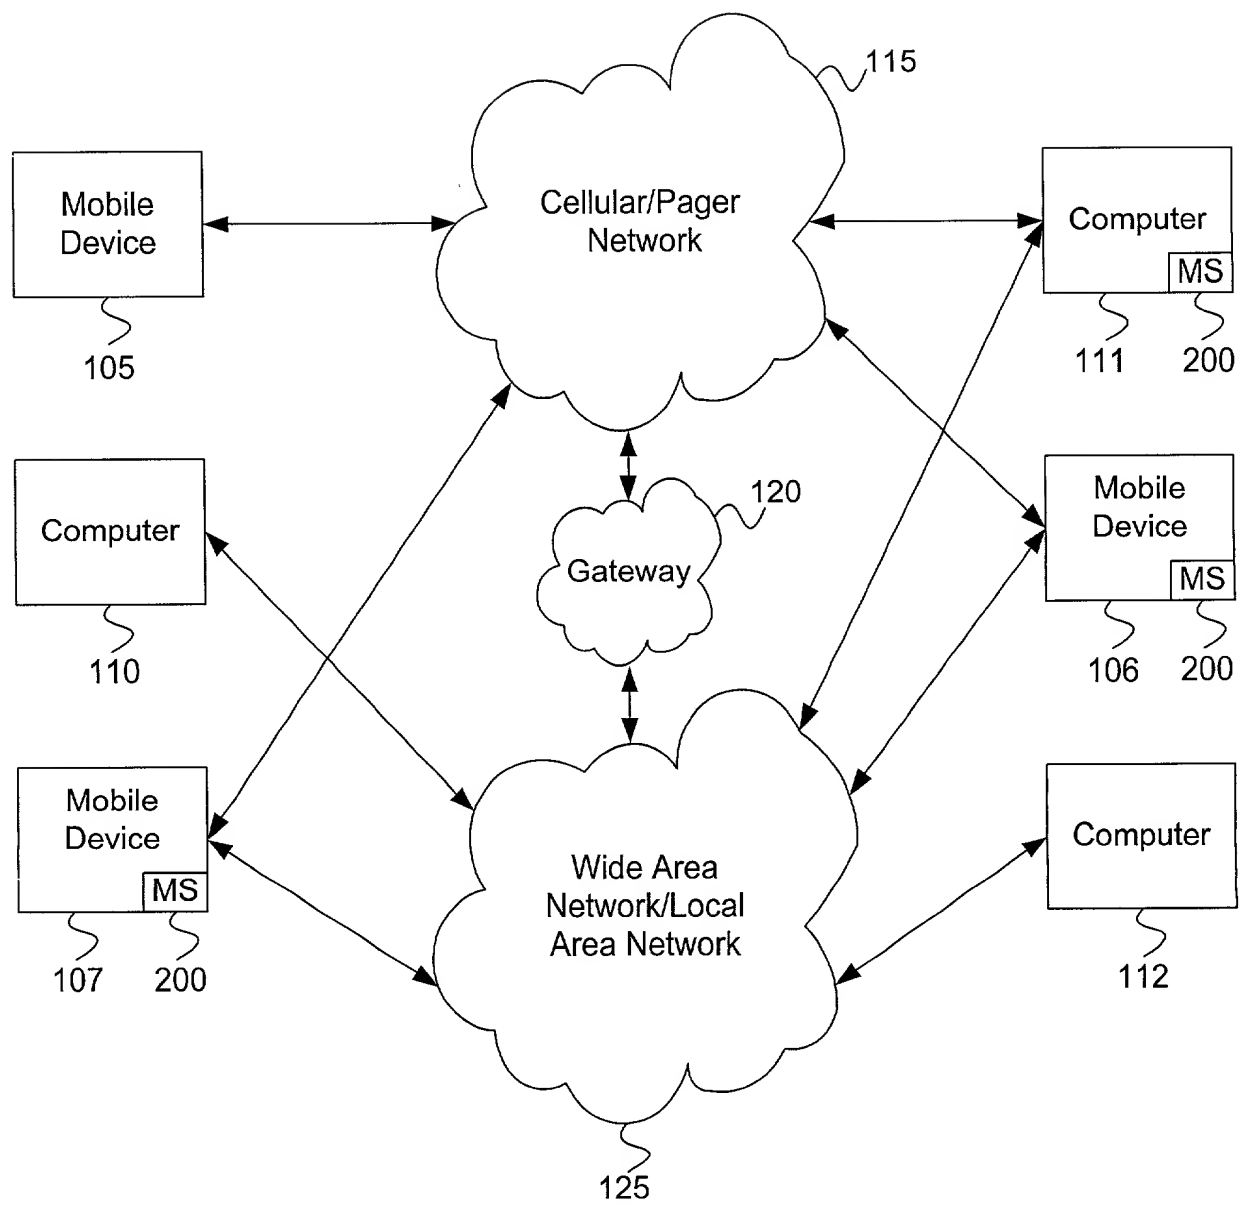 115
Mobile
Device
105
Cellular/Pager
Network
Computer
MS
111
200
Computer
110
120
Gateway
Mobile
Device
MS
106
200
Mobile
Device
MS
107
200
Wide Area
Network/Local
Area Network
Computer
112
125